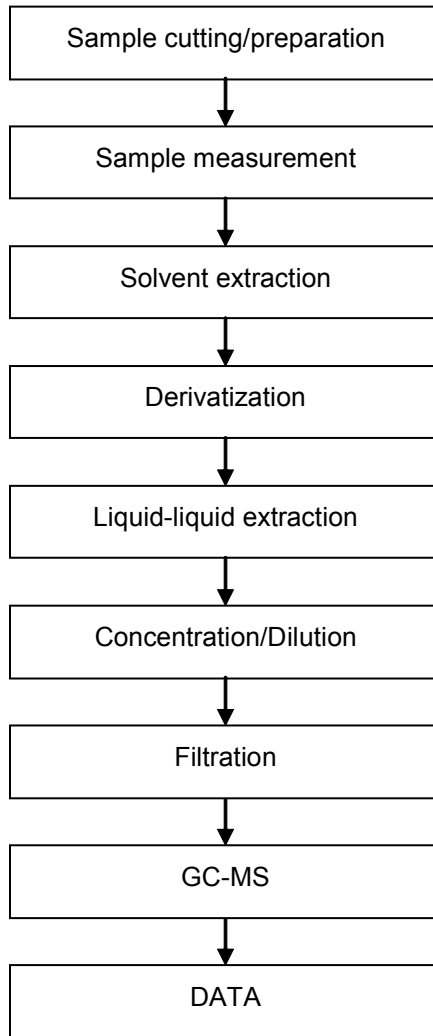 Sample cutting/preparation
Sample measurement
Solvent extraction
Derivatization
Liquid-liquid extraction
Concentration/Dilution
Filtration
GC-MS
DATA